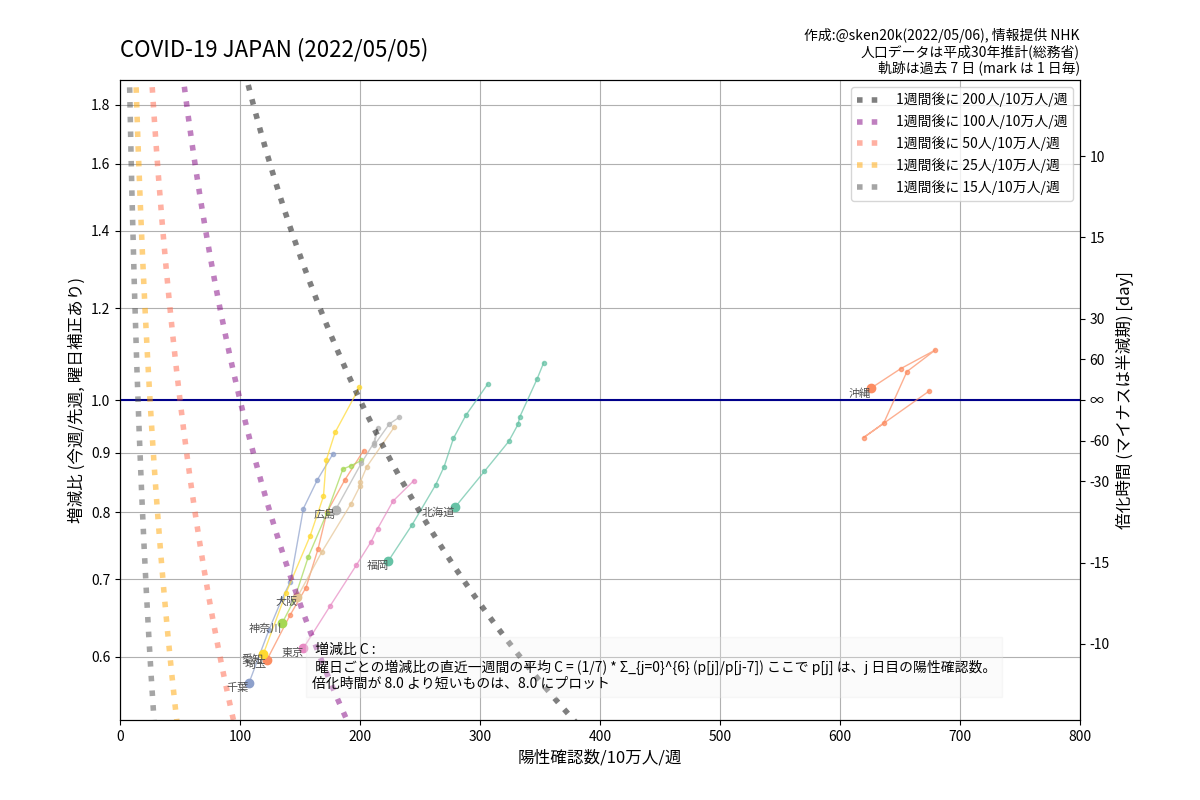 COVID-19 JAPAN (2022/05/05)
作成:@sken20k(2022/05/06), 情報提供 NHK
人口データは平成30年推計(総務省)
軌跡は過去 7 日 (mark は 1 日毎)
1週間後に 200人/10万人/週
1週間後に 100人/10万人/週
1週間後に 50人/10万人/週
1週間後に 25人/10万人/週
1週間後に 15人/10万人/週
増減比 (今週/先週, 曜日補正あり)
1.8
1.6
1.4
1.2
1.0
0.9
0.8
0.7
0.6
10
15
30
60
∞
-60
-30
-15
-10
倍化時間 (マイナスは半減期) [day]
沖縄
北海道
広島
福岡
大阪
神奈川
東京
愛知
埼玉
千葉
増減比 C :
曜日ごとの増減比の直近一週間の平均 C = (1/7) * Σ_{j=0}^{6} (p[j]/p[j-7]) ここで p[j] は、j 日目の陽性確認数。
倍化時間が 8.0 より短いものは、8.0 にプロット
0 100 200 300 400 500 600 700 800
陽性確認数/10万人/週